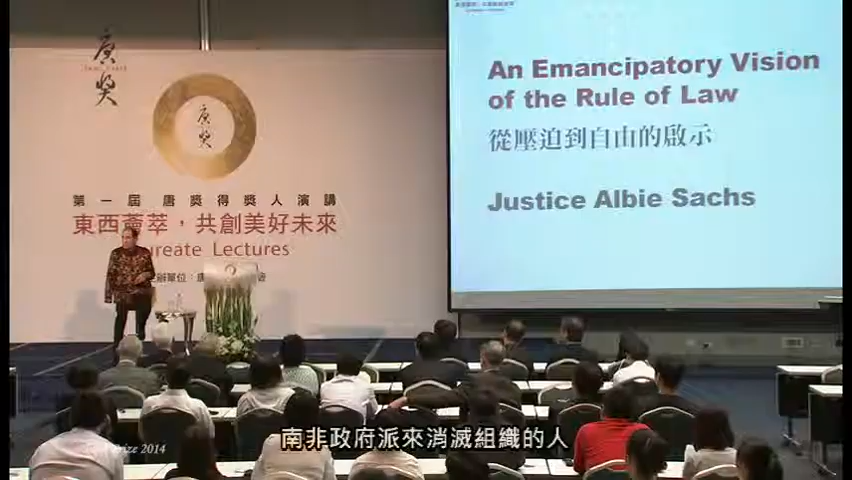 唐獎
唐獎
第一屆 唐獎得獎人演講
東西薈萃，共創美好未來
ureate Lectures
An Emancipatory Vision
of the Rule of Law
從壓迫到自由的啟示
Justice Albie Sachs
南非政府派來消滅組織的人
ize 2014